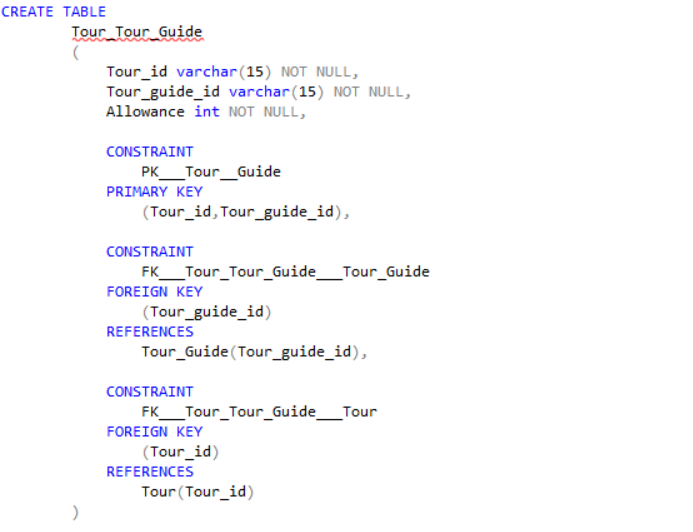 CREATE TABLE
Tour_Tour_Guide
(
Tour_id varchar(15) NOT NULL,
Tour_guide_id varchar(15) NOT NULL,
Allowance int NOT NULL,
CONSTRAINT
PK___Tour__Guide
PRIMARY KEY
(Tour_id,Tour_guide_id),
CONSTRAINT
FK___Tour_Tour_Guide___Tour_Guide
FOREIGN KEY
(Tour_guide_id)
REFERENCES
Tour_Guide(Tour_guide_id),
CONSTRAINT
FK___Tour_Tour_Guide___Tour
FOREIGN KEY
(Tour_id)
REFERENCES
Tour(Tour_id)
)